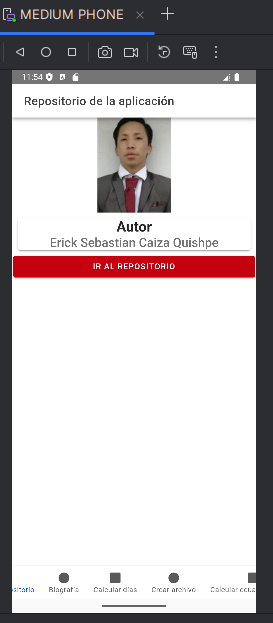 MEDIUM PHONE
11:54
Repositorio de la aplicación
Autor
Erick Sebastian Caiza Quishpe
IR AL REPOSITORIO
ositorio Biografía Calcular días Crear archivo Calcular ecua